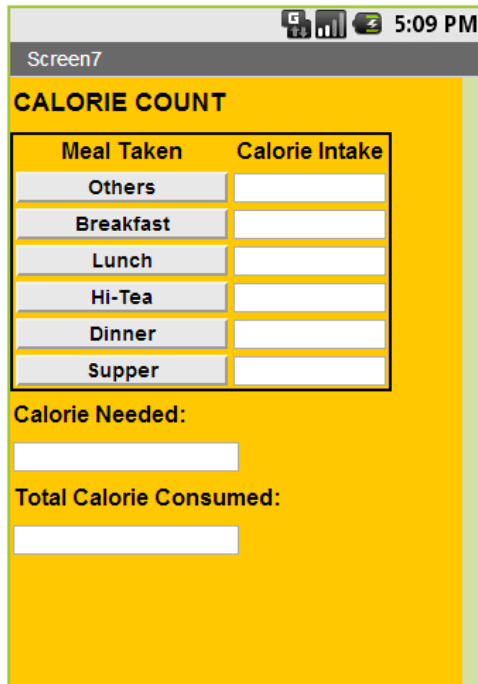 G 5:09 PM
Screen7
CALORIE COUNT
Meal Taken Calorie Intake
Others
Breakfast
Lunch
Hi-Tea
Dinner
Supper
Calorie Needed:
Total Calorie Consumed: